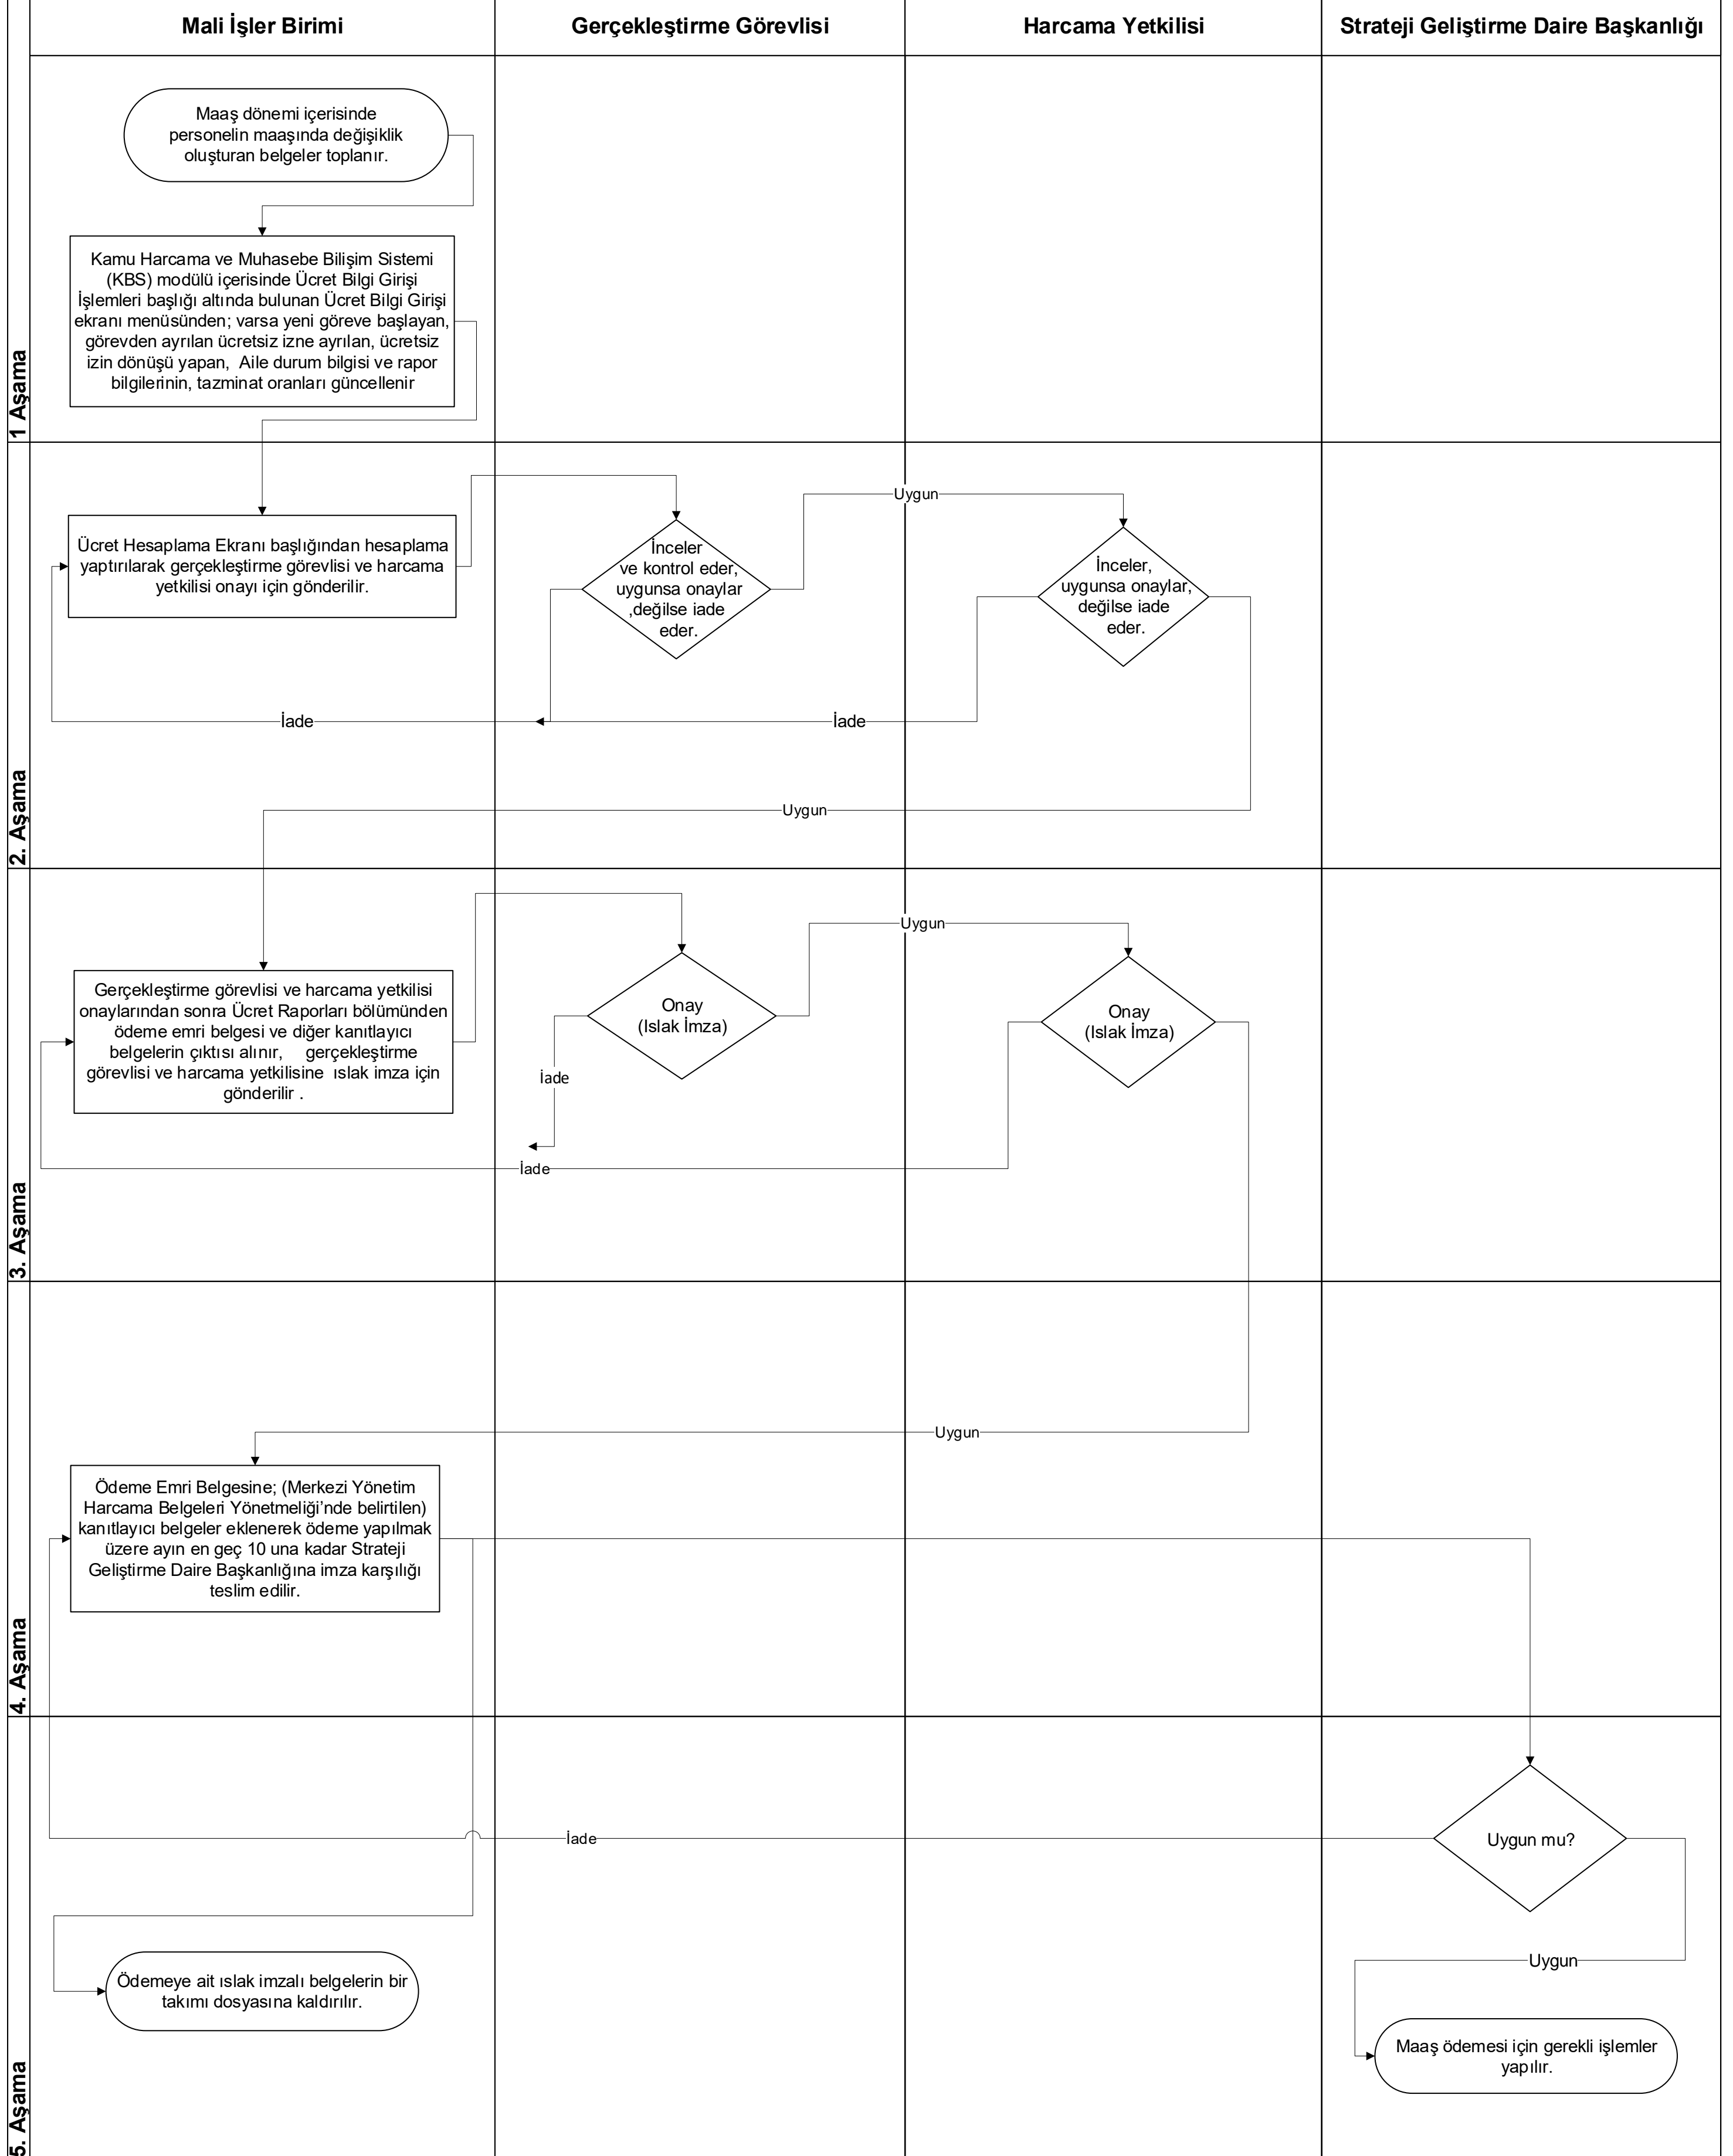 Mali İşler Birimi
Gerçekleştirme Görevlisi
Harcama Yetkilisi
Strateji Geliştirme Daire Başkanlığı
1 Aşama
Maaş dönemi içerisinde
personelin maaşında değişiklik
oluşturan belgeler toplanır.
Kamu Harcama ve Muhasebe Bilişim Sistemi
(KBS) modülü içerisinde Ücret Bilgi Girişi
İşlemleri başlığı altında bulunan Ücret Bilgi Girişi
ekranı menüsünden; varsa yeni göreve başlayan,
görevden ayrılan ücretsiz izne ayrılan, ücretsiz
izin dönüşü yapan, Aile durum bilgisi ve rapor
bilgilerinin, tazminat oranları güncellenir
2. Aşama
Ücret Hesaplama Ekranı başlığından hesaplama
yaptırılarak gerçekleştirme görevlisi ve harcama
yetkilisi onayı için gönderilir.
İnceler
ve kontrol eder,
uygunsa onaylar
,değilse iade
eder.
Uygun
İnceler,
uygunsa onaylar,
değilse iade
eder.
İade
İade
Uygun
3. Aşama
Gerçekleştirme görevlisi ve harcama yetkilisi
onaylarından sonra Ücret Raporları bölümünden
ödeme emri belgesi ve diğer kanıtlayıcı
belgelerin çıktısı alınır, gerçekleştirme
görevlisi ve harcama yetkilisine ıslak imza için
gönderilir .
Onay
(Islak İmza)
Uygun
Onay
(Islak İmza)
İade
İade
4. Aşama
Uygun
Ödeme Emri Belgesine; (Merkezi Yönetim
Harcama Belgeleri Yönetmeliği’nde belirtilen)
kanıtlayıcı belgeler eklenerek ödeme yapılmak
üzere ayın en geç 10 una kadar Strateji
Geliştirme Daire Başkanlığına imza karşılığı
teslim edilir.
5. Aşama
Uygun mu?
İade
Uygun
Ödemeye ait ıslak imzalı belgelerin bir
takımı dosyasına kaldırılır.
Maaş ödemesi için gerekli işlemler
yapılır.